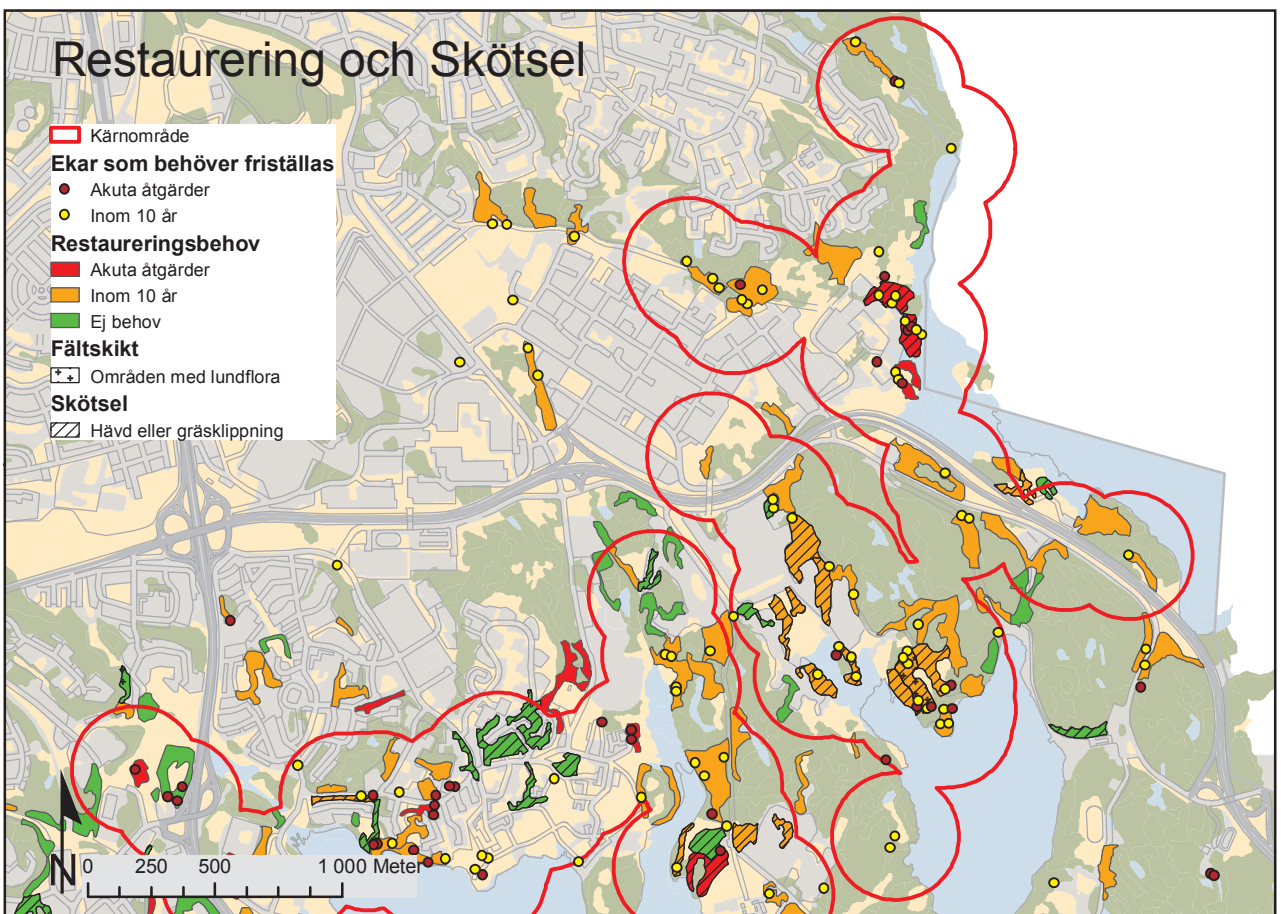 Restaurering och Skötsel
Kärnområde
Ekar som behöver friställas
Akuta åtgärder
Inom 10 år
Restaureringsbehov
Akuta åtgärder
Inom 10 år
Ej behov
Fältskikt
Områden med lundflora
Skötsel
Hävd eller gräsklippning
N
0 250 500 1 000 Meter